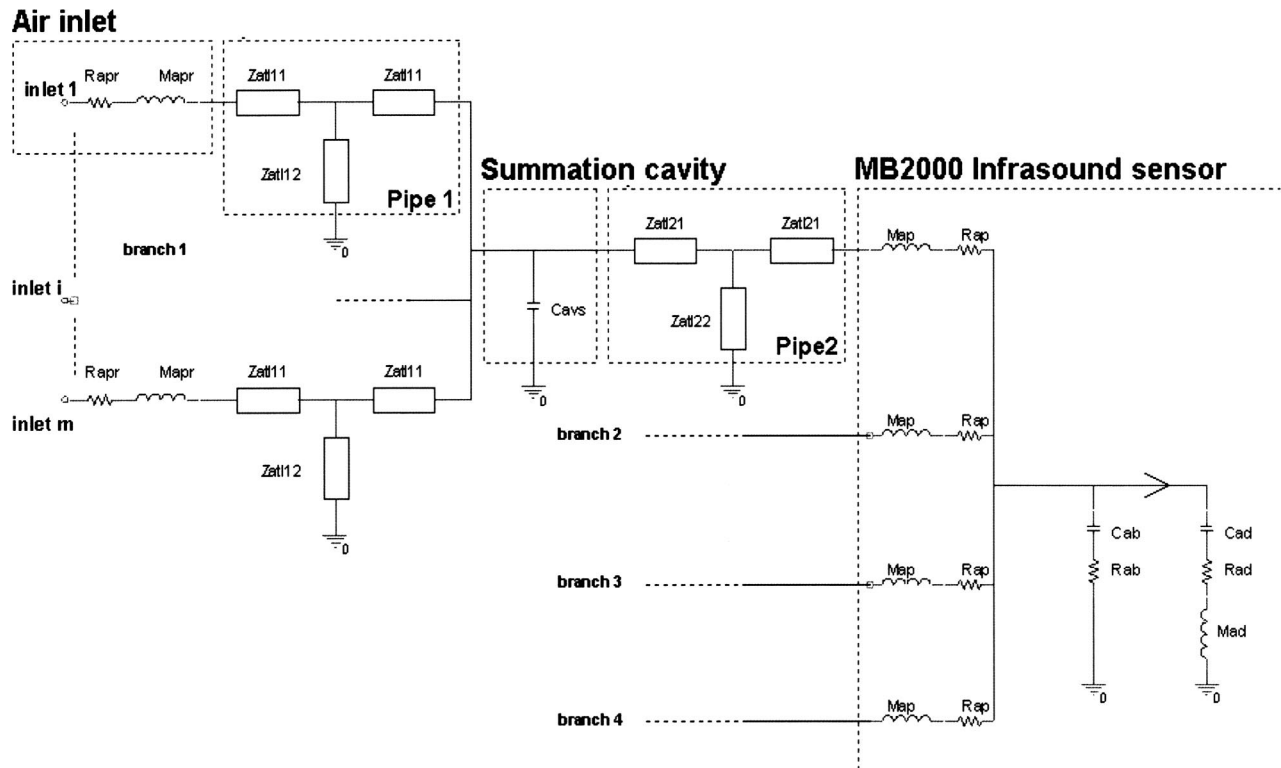 Air inlet
inlet 1
Rapr
Mapr
Zatl11
Zatl11
Zatl12
Pipe 1
0
branch 1
inlet i
Rapr
Mapr
Zatl11
Zatl11
inlet m
Zatl12
0
Summation cavity
Cavs
0
Zatl21
Zatl21
Zatl22
Pipe2
0
MB2000 Infrasound sensor
Map
Rap
branch 2
Map
Rap
branch 3
Map
Rap
branch 4
Map
Rap
Cab
Rab
0
Cad
Rad
Mad
0